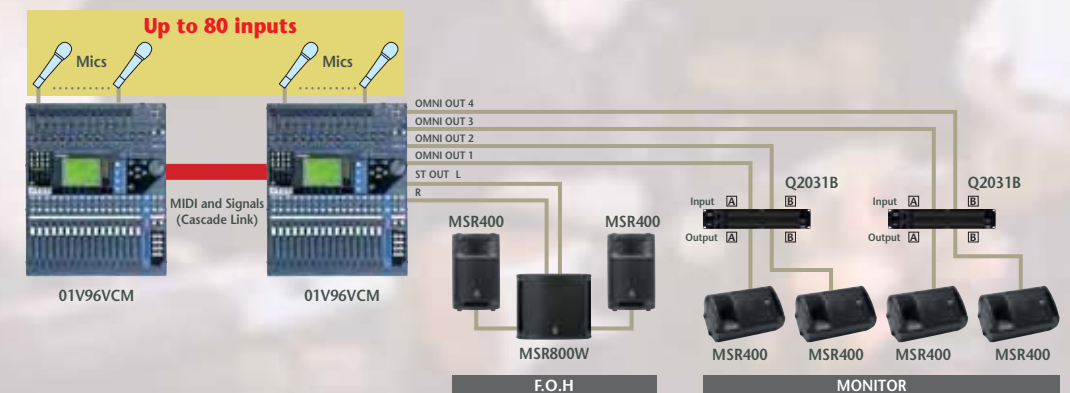 Up to 80 inputs
Mics
Mics
OMNI OUT 4
OMNI OUT 3
OMNI OUT 2
OMNI OUT 1
ST OUT L
R
MIDI and Signals
(Cascade Link)
01V96VCM
01V96VCM
MSR400
MSR400
MSR800W
F.O.H
Q2031B
Input A B
Output A B
Q2031B
Input A B
Output A B
MSR400
MSR400
MSR400
MSR400
MONITOR